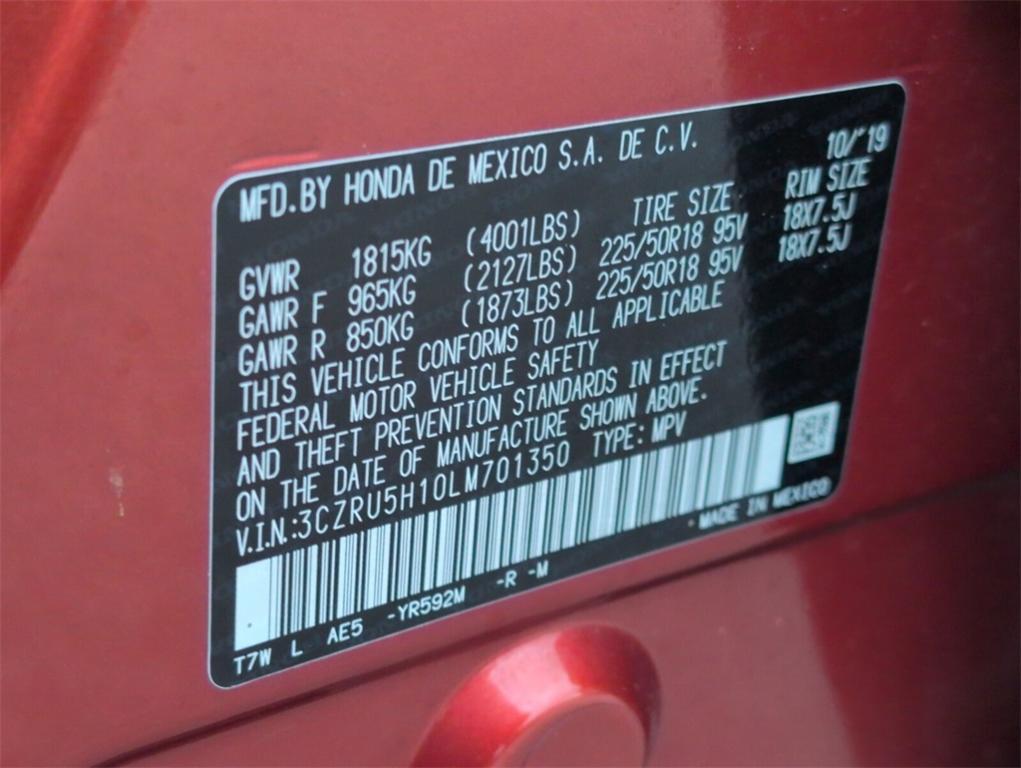 MFD.BY HONDA DE MEXICO S.A. DE C.V. 10/'19
GVWR 1815KG (4001LBS) TIRE SIZE RIM SIZE
GAWR F 965KG (2127LBS) 225/50R18 95V 18X7.5J
GAWR R 850KG (1873LBS) 225/50R18 95V 18X7.5J
THIS VEHICLE CONFORMS TO ALL APPLICABLE
FEDERAL MOTOR VEHICLE SAFETY
AND THEFT PREVENTION STANDARDS IN EFFECT
ON THE DATE OF MANUFACTURE SHOWN ABOVE.
V.I.N.:3CZRU5H10LM701350 TYPE:MPV
T7W L AE5 -YR592M -R -M MADE IN MEXICO